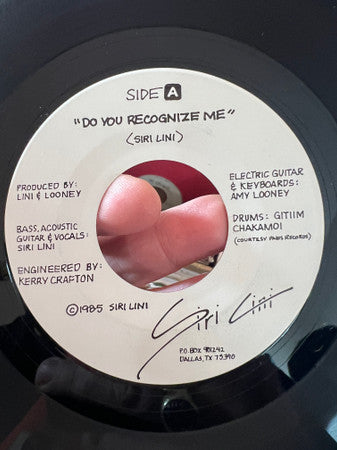 SIDE A
"DO YOU RECOGNIZE ME"
(SIRI LINI)
PRODUCED BY:
LINI & LOONEY
BASS, ACOUSTIC
GUITAR & VOCALS:
SIRI LINI
ENGINEERED BY:
KERRY CRAFTON
ELECTRIC GUITAR
& KEYBOARDS:
AMY LOONEY
DRUMS: GITIIM
CHAKAMOI
(COURTESY RECORDS)
©1985 SIRI LINI
Siri Lini
P.O. BOX
DALLAS, TX